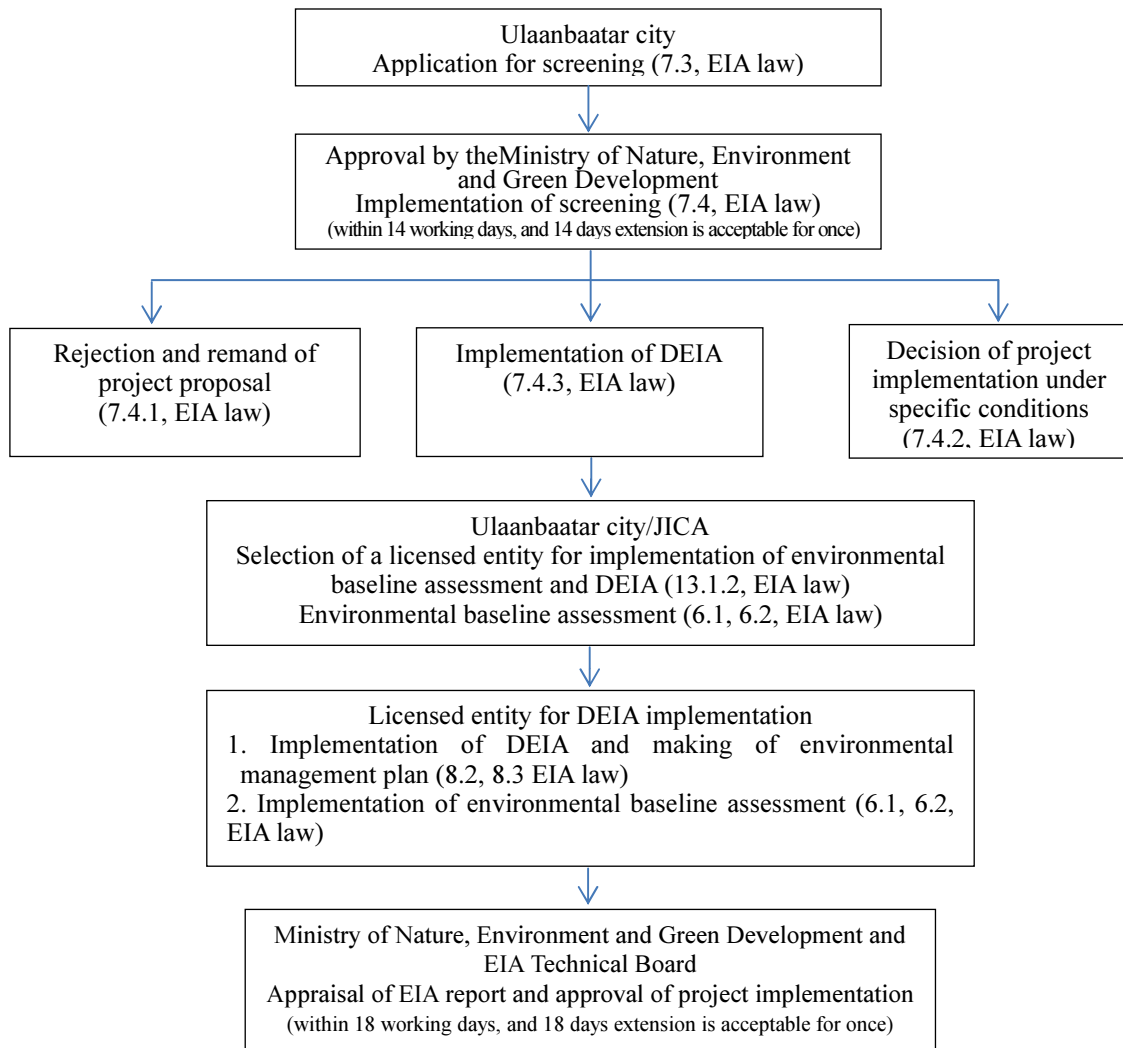 Ulaanbaatar city
Application for screening (7.3, EIA law)
Approval by theMinistry of Nature, Environment
and Green Development
Implementation of screening (7.4, EIA law)
(within 14 working days, and 14 days extension is acceptable for once)
Rejection and remand of
project proposal
(7.4.1, EIA law)
Implementation of DEIA
(7.4.3, EIA law)
Decision of project
implementation under
specific conditions
(7.4.2, EIA law)
Ulaanbaatar city/JICA
Selection of a licensed entity for implementation of environmental
baseline assessment and DEIA (13.1.2, EIA law)
Environmental baseline assessment (6.1, 6.2, EIA law)
Licensed entity for DEIA implementation
1. Implementation of DEIA and making of environmental
management plan (8.2, 8.3 EIA law)
2. Implementation of environmental baseline assessment (6.1, 6.2,
EIA law)
Ministry of Nature, Environment and Green Development and
EIA Technical Board
Appraisal of EIA report and approval of project implementation
(within 18 working days, and 18 days extension is acceptable for once)